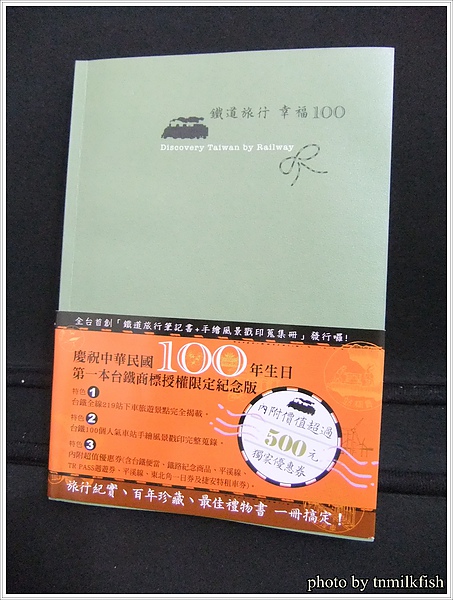 鐵道旅行 幸福100
Discovery Taiwan by Railway
全台首創「鐵道旅行筆記書+手繪風景戳印蒐集冊」發行囉!
慶祝中華民國100年生日
第一本台鐵商標授權限定紀念版
特色1
台鐵全線219站下車旅遊景點完全揭載。
特色2
台鐵100個人氣車站手繪風景戳印完整蒐錄。
特色3
內附超值優惠券(含台鐵便當、鐵路紀念商品、平溪線、
TR PASS週遊券、平溪線、東北角一日券及捷安特租車券)。
內附價值超過
500元
獨家優惠券
旅行紀實、百年珍藏、最佳禮物書 一冊搞定!
photo by tnmilkfish